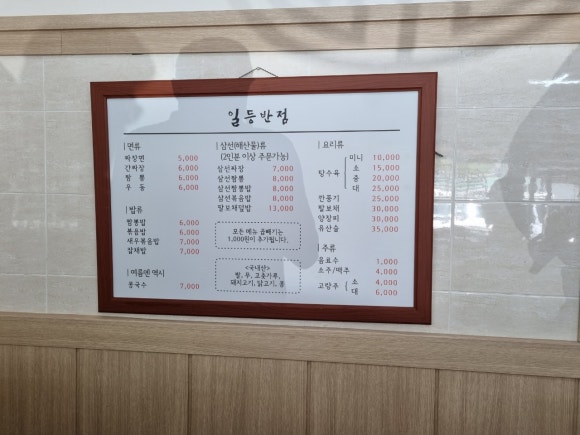 일등반점
면류
짜장면 5,000
간짜장 6,000
짬 뽕 6,000
우 동 6,000
밥류
짬뽕밥 6,000
볶음밥 6,000
새우볶음밥 7,000
잡채밥 7,000
여름엔 역시
콩국수 7,000
삼선(해산물)류
(2인분 이상 주문가능)
삼선짜장 7,000
삼선짬뽕 8,000
삼선짬뽕밥 8,000
삼선볶음밥 8,000
팔보채덮밥 13,000
모든 메뉴 곱빼기는
1,000원이 추가됩니다.
<국내산>
쌀, 무, 고춧가루,
돼지고기, 닭고기, 콩
요리류
탕수육
미니 10,000
소 15,000
중 20,000
대 25,000
깐풍기 25,000
팔보채 30,000
양장피 30,000
유산슬 35,000
주류
음료수 1,000
소주/맥주 4,000
고량주
소 4,000
대 6,000